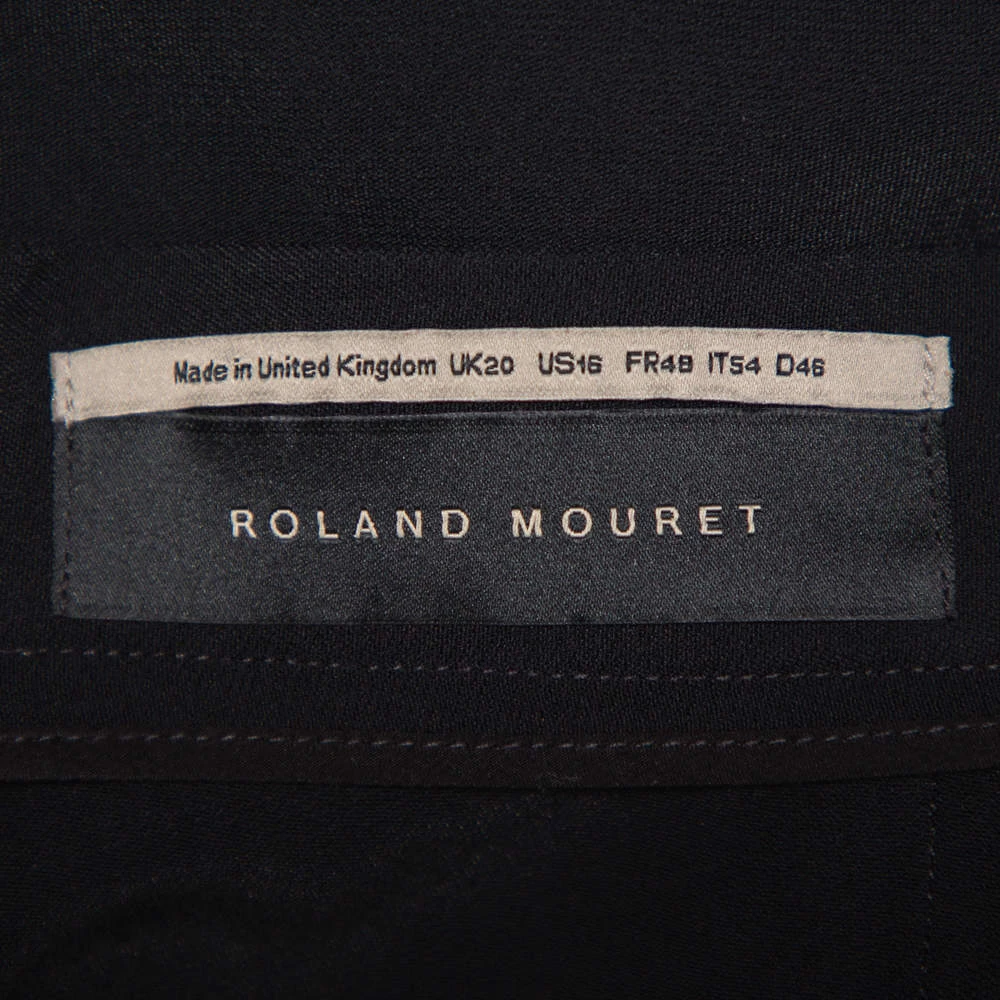 Made in United Kingdom UK20 US16 FR48 IT54 D46
ROLAND MOURET